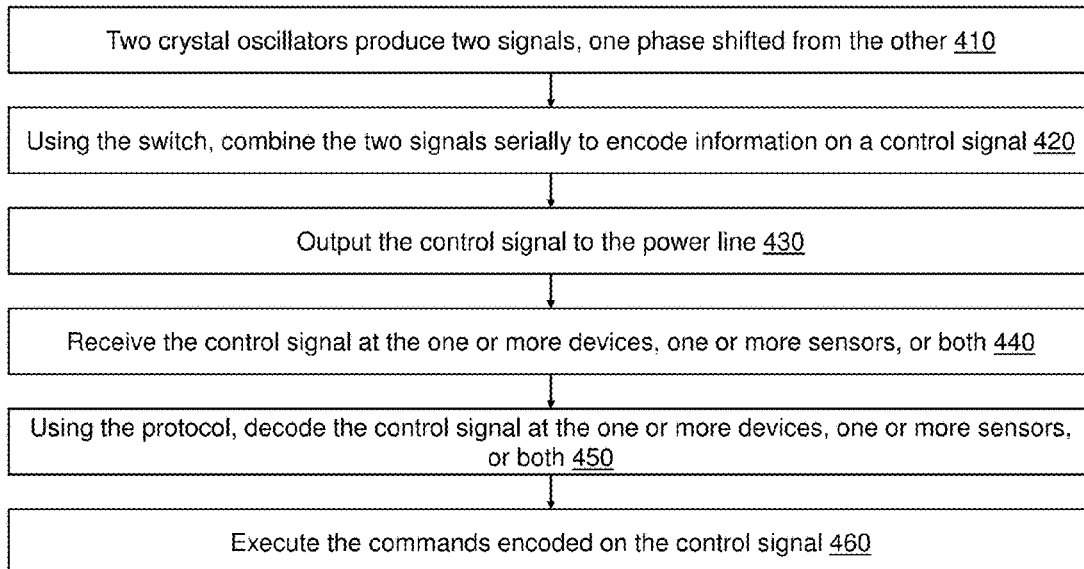 Two crystal oscillators produce two signals, one phase shifted from the other 410
Using the switch, combine the two signals serially to encode information on a control signal 420
Output the control signal to the power line 430
Receive the control signal at the one or more devices, one or more sensors, or both 440
Using the protocol, decode the control signal at the one or more devices, one or more sensors,
or both 450
Execute the commands encoded on the control signal 460